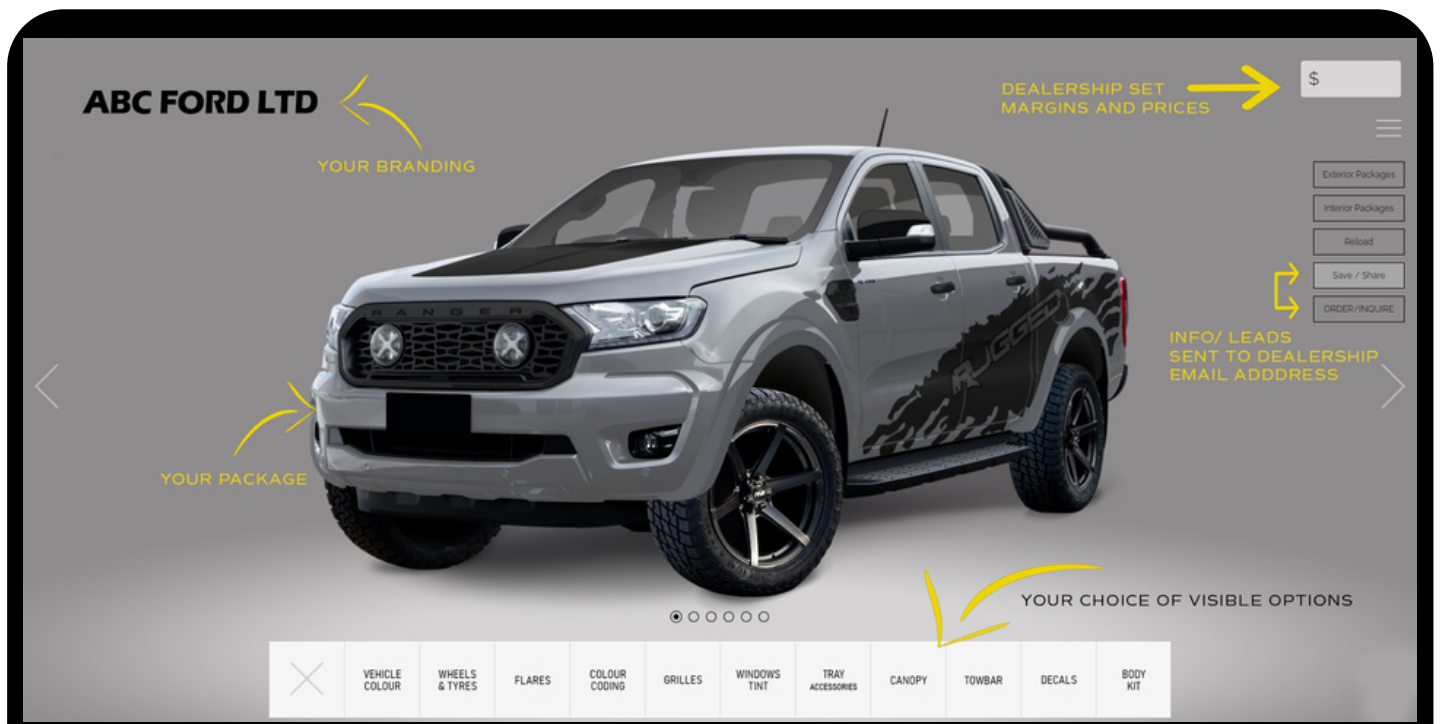 ABC FORD LTD
YOUR BRANDING
DEALERSHIP SET
MARGINS AND PRICES
$
Exterior Packages
Interior Packages
Reload
Save / Share
ORDER/INQUIRE
INFO/ LEADS
SENT TO DEALERSHIP
EMAIL ADDDRESS
RANGER
RUGGED
YOUR PACKAGE
YOUR CHOICE OF VISIBLE OPTIONS
VEHICLE
COLOUR
WHEELS
& TYRES
FLARES
COLOUR
CODING
GRILLES
WINDOWS
TINT
TRAY
ACCESSORIES
CANOPY
TOWBAR
DECALS
BODY
KIT